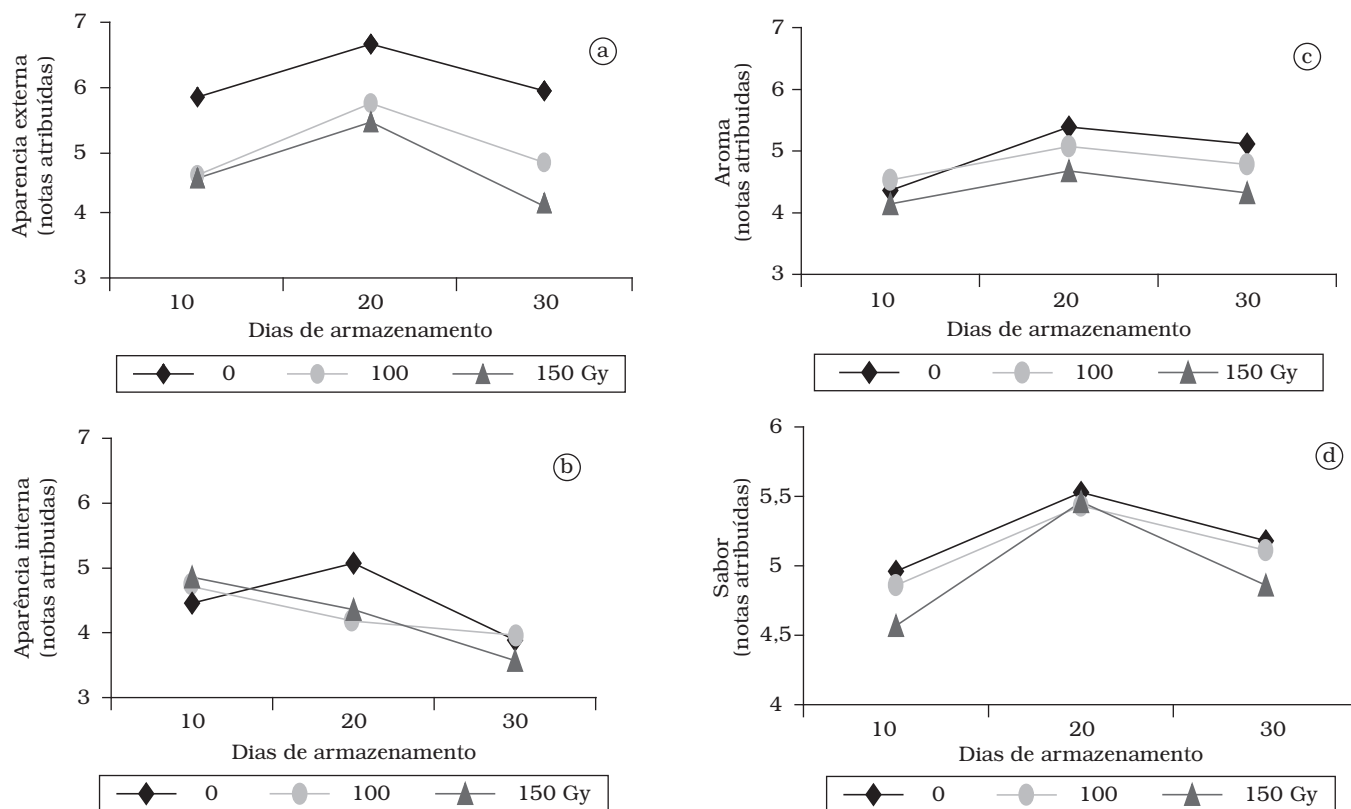 Aparencia externa
(notas atribuídas)
7
6
5
4
3
10 20 30
Dias de armazenamento
0 100 150 Gy
a
Aroma
(notas atribuídas)
7
6
5
4
3
10 20 30
Dias de armazenamento
0 100 150 Gy
c
Aparência interna
(notas atribuidas)
7
6
5
4
3
10 20 30
Dias de armazenamento
0 100 150 Gy
b
Sabor
(notas atribuídas)
6
5.5
5
4,5
4
10 20 30
Dias de armazenamento
0 100 150 Gy
d